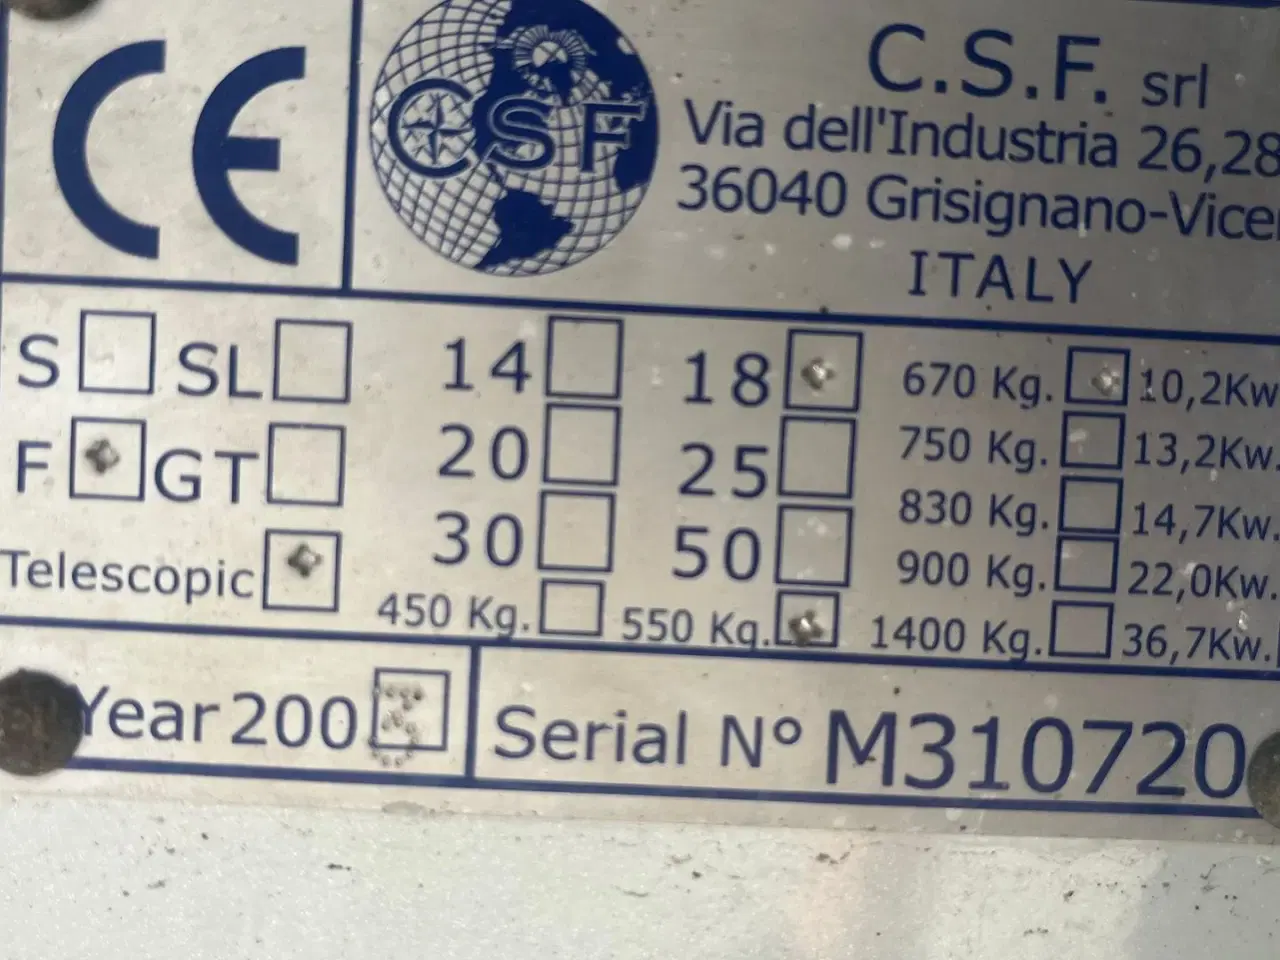 CE
CSF
C.S.F. srl
Via dell'Industria 26,28
36040 Grisignano-Vice
ITALY
S SL 14 18 670 Kg. 10,2Kw
F GT 20 25 750 Kg. 13,2Kw.
30 50 830 Kg. 14,7Kw.
Telescopic 900 Kg. 22,0Kw.
450 Kg. 550 Kg. 1400 Kg. 36,7Kw.
Year 200 Serial N° M310720